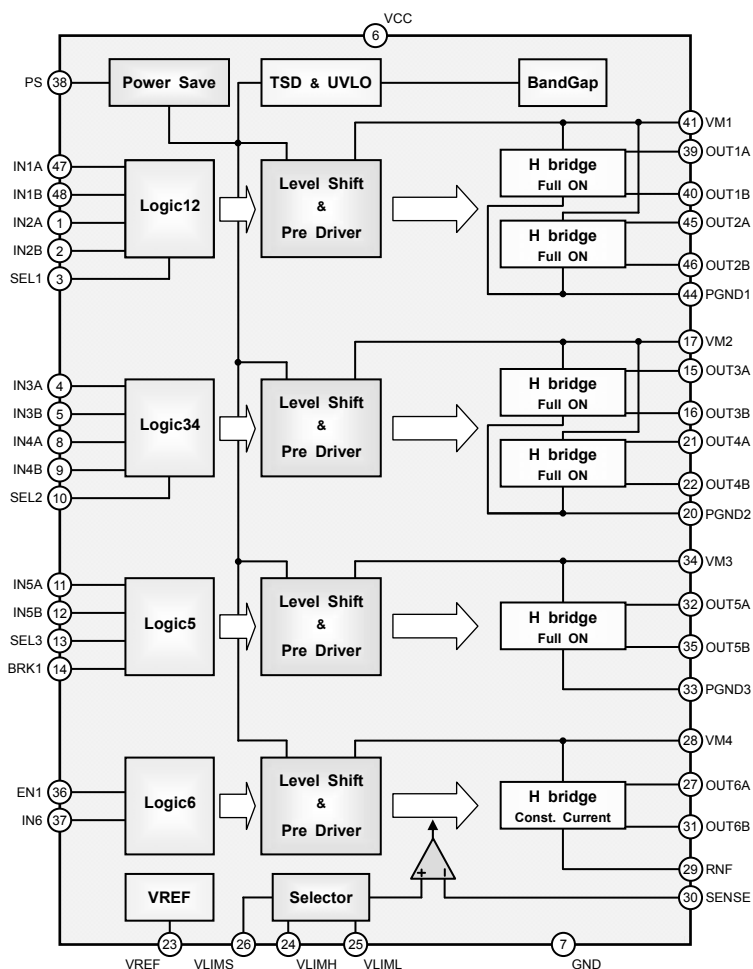 VCC
6
PS 38 Power Save TSD & UVLO BandGap
41 VM1
39 OUT1A
IN1A 47
IN1B 48
IN2A 1
IN2B 2
SEL1 3
Logic12
Level Shift
&
Pre Driver
H bridge
Full ON
40 OUT1B
45 OUT2A
H bridge
Full ON
46 OUT2B
44 PGND1
17 VM2
15 OUT3A
IN3A 4
IN3B 5
IN4A 8
IN4B 9
SEL2 10
Logic34
Level Shift
&
Pre Driver
H bridge
Full ON
16 OUT3B
21 OUT4A
H bridge
Full ON
22 OUT4B
20 PGND2
34 VM3
IN5A 11
IN5B 12
SEL3 13
BRK1 14
Logic5
Level Shift
&
Pre Driver
H bridge
Full ON
32 OUT5A
35 OUT5B
33 PGND3
28 VM4
EN1 36
IN6 37
Logic6
Level Shift
&
Pre Driver
H bridge
Const. Current
27 OUT6A
31 OUT6B
29 RNF
+ −
30 SENSE
VREF
Selector
23 26 24 25 7
VREF VLIMS VLIMH VLIML GND